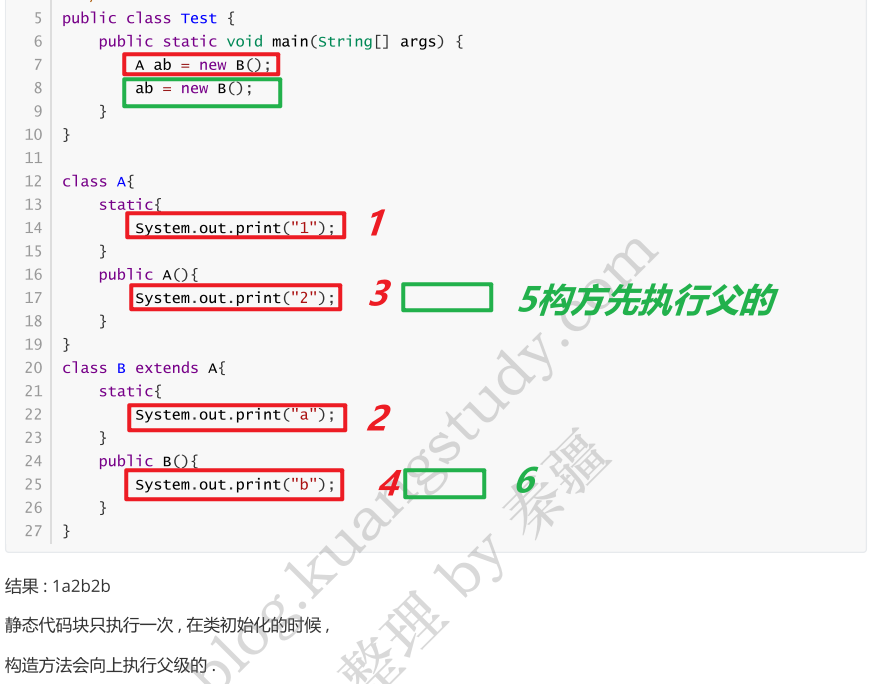 5 public class Test {
6 public static void main(String[] args) {
7 A ab = new B();
8 ab = new B();
9 }
10 }
11
12 class A{
13 static{
14 System.out.print("1"); 1
15 }
16 public A(){
17 System.out.print("2"); 3 5构方先执行父的
18 }
19 }
20 class B extends A{
21 static{
22 System.out.print("a"); 2
23 }
24 public B(){
25 System.out.print("b"); 4 6
26 }
27 }
结果 : 1a2b2b
静态代码块只执行一次 , 在类初始化的时候 ,
构造方法会向上执行父级的 .
blog.kuangstudy.com
整理 by 秦疆